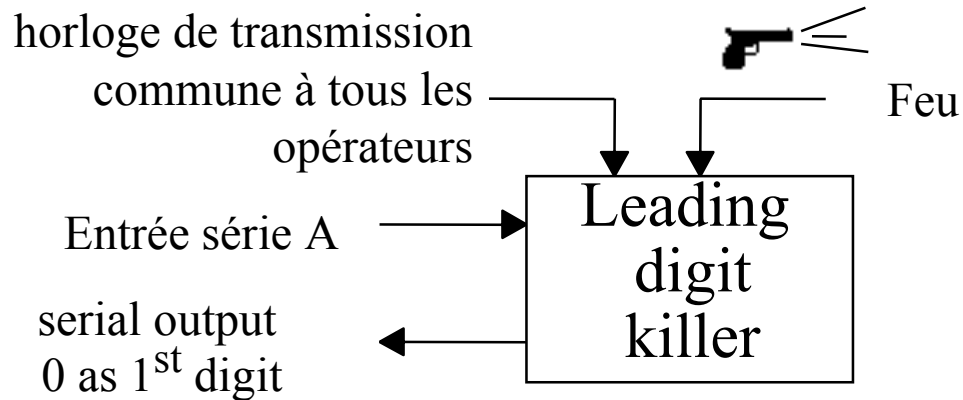 horloge de transmission
commune à tous les
opérateurs
Feu
Entrée série A
serial output
0 as 1st digit
Leading
digit
killer